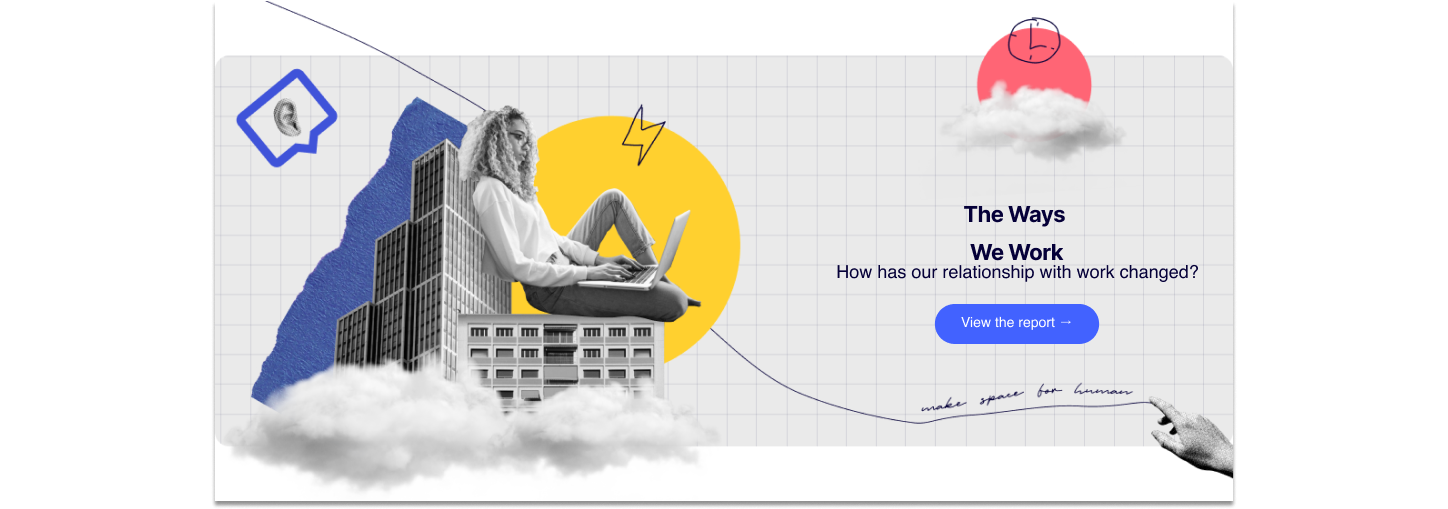 The Ways
We Work
How has our relationship with work changed?
View the report →
make space for human